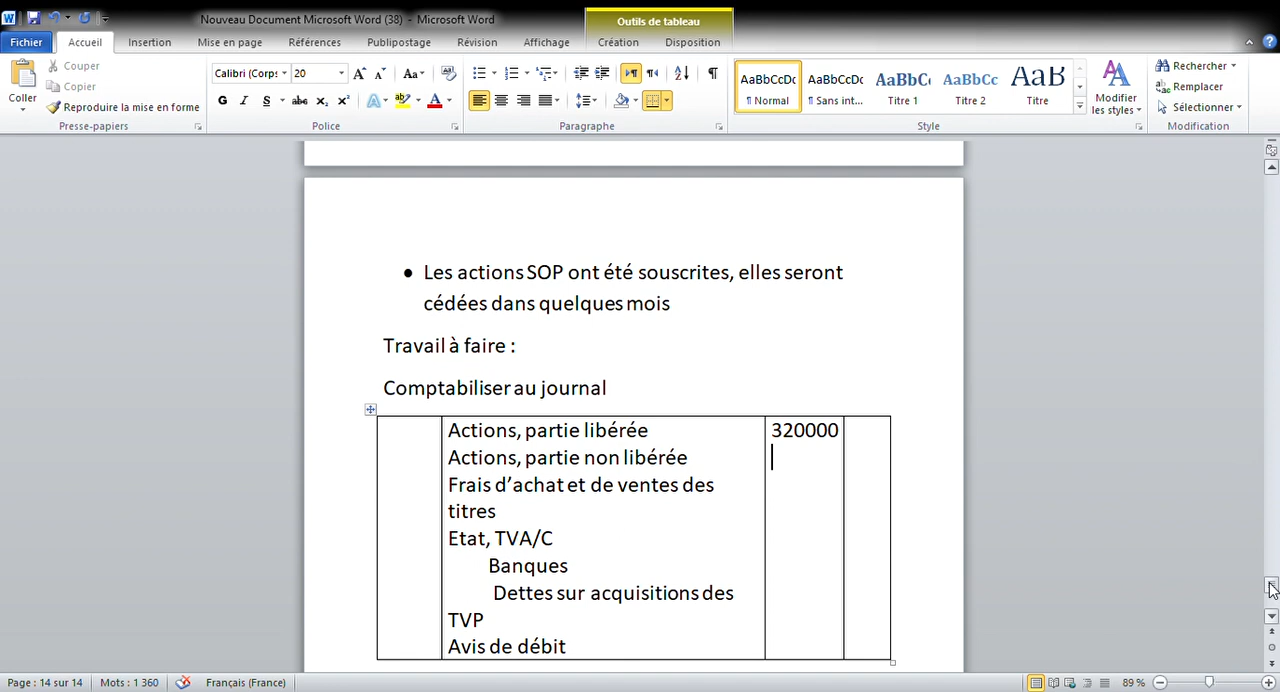 Nouveau Document Microsoft Word (38) - Microsoft Word
Outils de tableau
Fichier Accueil Insertion Mise en page Références Publipostage Révision Affichage Création Disposition
Coller
Couper
Copier
Reproduire la mise en forme
Presse-papiers
Calibri (Corps 20
G I S abc x₂ x²
Police
Paragraphe
AaBbCcDc AaBbCcDc AaBbC AaBbCc AaB
¶ Normal ¶ Sans int... Titre 1 Titre 2 Titre
Modifier
les styles
Style
Rechercher
Remplacer
Sélectionner
Modification
• Les actions SOP ont été souscrites, elles seront
cédées dans quelques mois
Travail à faire :
Comptabiliser au journal
Actions, partie libérée 320000
Actions, partie non libérée
Frais d’achat et de ventes des
titres
Etat, TVA/C
Banques
Dettes sur acquisitions des
TVP
Avis de débit
Page : 14 sur 14 Mots : 1 360 Français (France) 89 %